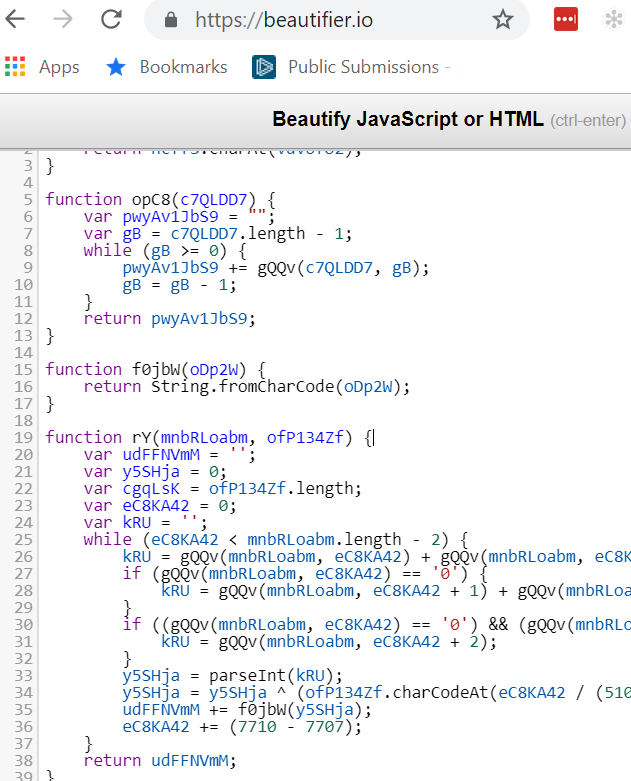 https://beautifier.io
Apps Bookmarks Public Submissions -
Beautify JavaScript or HTML (ctrl-enter)
3 }
4
5 function opC8(c7QLDD7) {
6 var pwyAv1JbS9 = "";
7 var gB = c7QLDD7.length - 1;
8 while (gB >= 0) {
9 pwyAv1JbS9 += gQQv(c7QLDD7, gB);
10 gB = gB - 1;
11 }
12 return pwyAv1JbS9;
13 }
14
15 function f0jbW(oDp2W) {
16 return String.fromCharCode(oDp2W);
17 }
18
19 function rY(mnbRLoabm, ofP134Zf) {
20 var udFFNVmM = '';
21 var y5SHja = 0;
22 var cgqLsK = ofP134Zf.length;
23 var eC8KA42 = 0;
24 var kRU = '';
25 while (eC8KA42 < mnbRLoabm.length - 2) {
26 kRU = gQQv(mnbRLoabm, eC8KA42) + gQQv(mnbRLoabm, eC8K
27 if (gQQv(mnbRLoabm, eC8KA42) == '0') {
28 kRU = gQQv(mnbRLoabm, eC8KA42 + 1) + gQQv(mnbRLoa
29 }
30 if ((gQQv(mnbRLoabm, eC8KA42) == '0') && (gQQv(mnbRLo
31 kRU = gQQv(mnbRLoabm, eC8KA42 + 2);
32 }
33 y5SHja = parseInt(kRU);
34 y5SHja = y5SHja ^ (ofP134Zf.charCodeAt(eC8KA42 / (510
35 udFFNVmM += f0jbW(y5SHja);
36 eC8KA42 += (7710 - 7707);
37 }
38 return udFFNVmM;
39 }